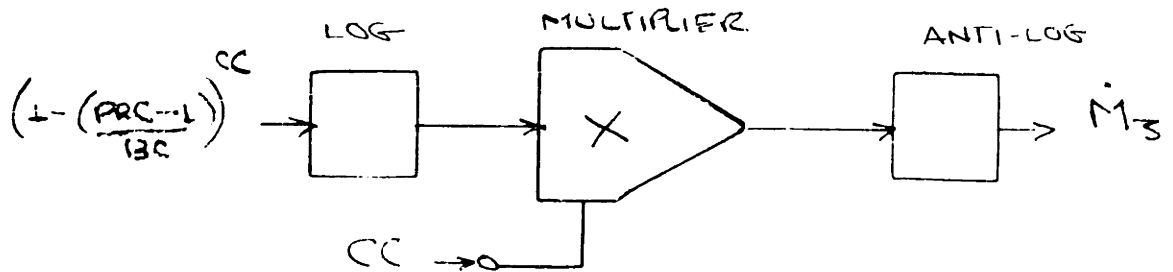 LOG
MULTIPLIER
ANTI-LOG
(1-(PRC-1
BC))^CC
X
Ṁ3
CC